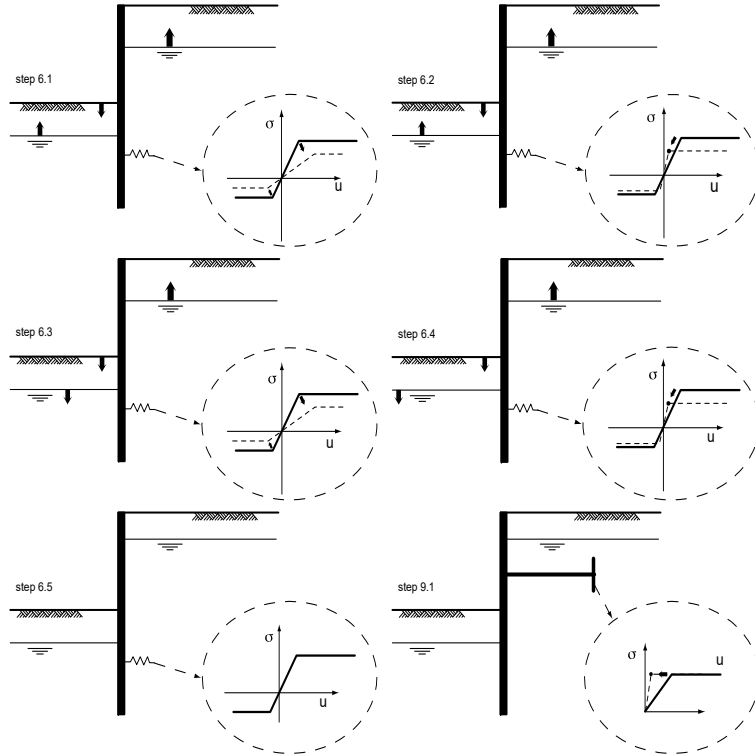 step 6.1
σ
u
step 6.2
σ
u
step 6.3
σ
u
step 6.4
σ
u
step 6.5
σ
u
step 9.1
σ
u